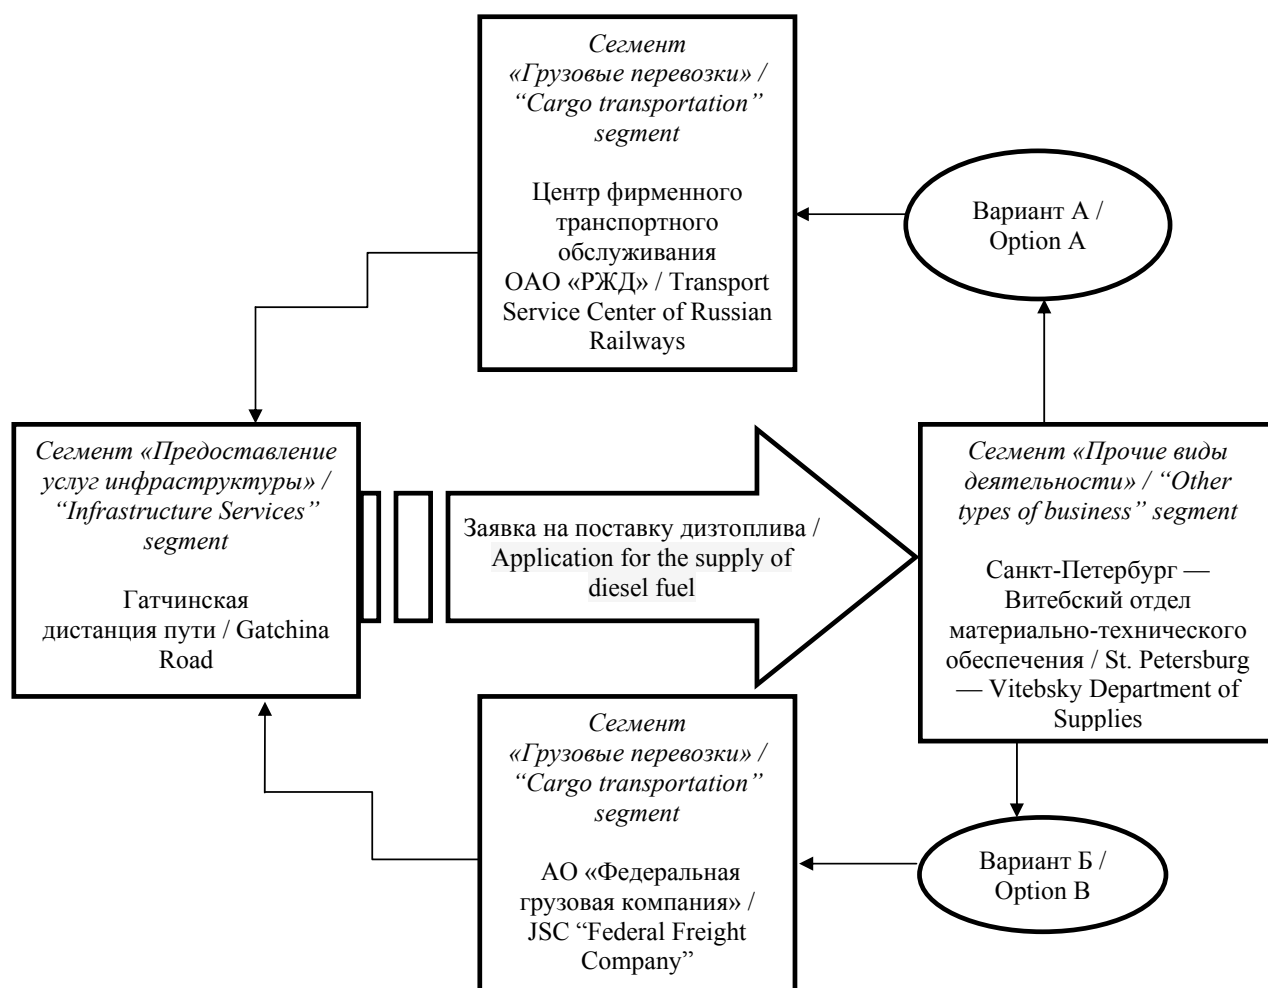 Сегмент
«Грузовые перевозки» /
“Cargo transportation”
segment
Центр фирменного
транспортного
обслуживания
ОАО «РЖД» / Transport
Service Center of Russian
Railways
Вариант А /
Option A
Сегмент «Предоставление
услуг инфраструктуры» /
“Infrastructure Services”
segment
Гатчинская
дистанция пути / Gatchina
Road
Заявка на поставку дизтоплива /
Application for the supply of
diesel fuel
Сегмент «Прочие виды
деятельности» / “Other
types of business” segment
Санкт-Петербург —
Витебский отдел
материально-технического
обеспечения / St. Petersburg
— Vitebsky Department of
Supplies
Сегмент
«Грузовые перевозки» /
“Cargo transportation”
segment
АО «Федеральная
грузовая компания» /
JSC “Federal Freight
Company”
Вариант Б /
Option B